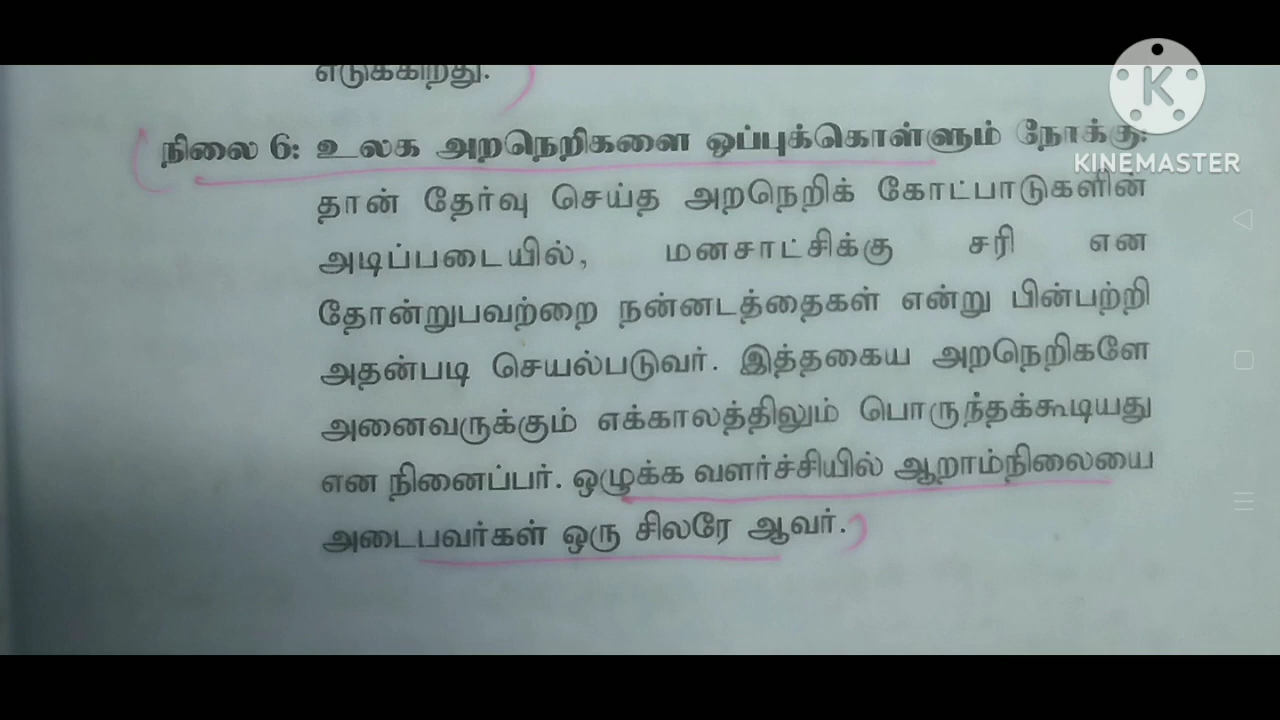 எடுக்கிறது.
நிலை 6: உலக அறநெறிகளை ஒப்புக்கொள்ளும் நோக்கு:
தான் தேர்வு செய்த அறநெறிக் கோட்பாடுகளின்
அடிப்படையில், மனசாட்சிக்கு சரி என
தோன்றுபவற்றை நன்னடத்தைகள் என்று பின்பற்றி
அதன்படி செயல்படுவர். இத்தகைய அறநெறிகளே
அனைவருக்கும் எக்காலத்திலும் பொருந்தக்கூடியது
என நினைப்பர். ஒழுக்க வளர்ச்சியில் ஆறாம்நிலையை
அடைபவர்கள் ஒரு சிலரே ஆவர்.
K
KINEMASTER